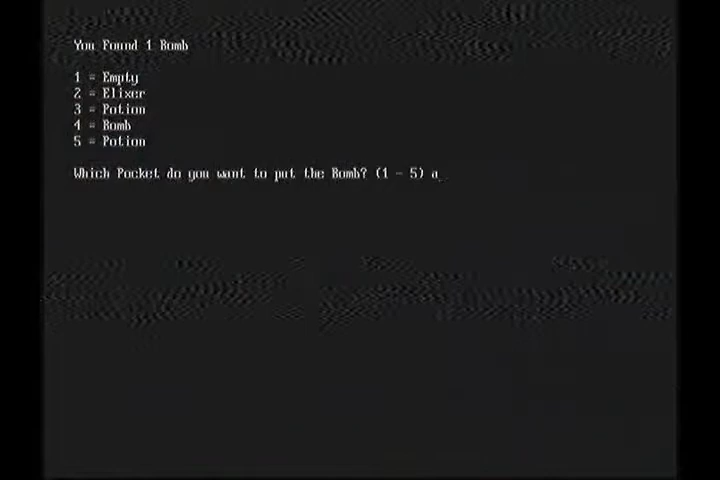 You Found 1 Bomb
1 = Empty
2 = Elixer
3 = Potion
4 = Bomb
5 = Potion
Which Pocket do you want to put the Bomb? (1 - 5) a_